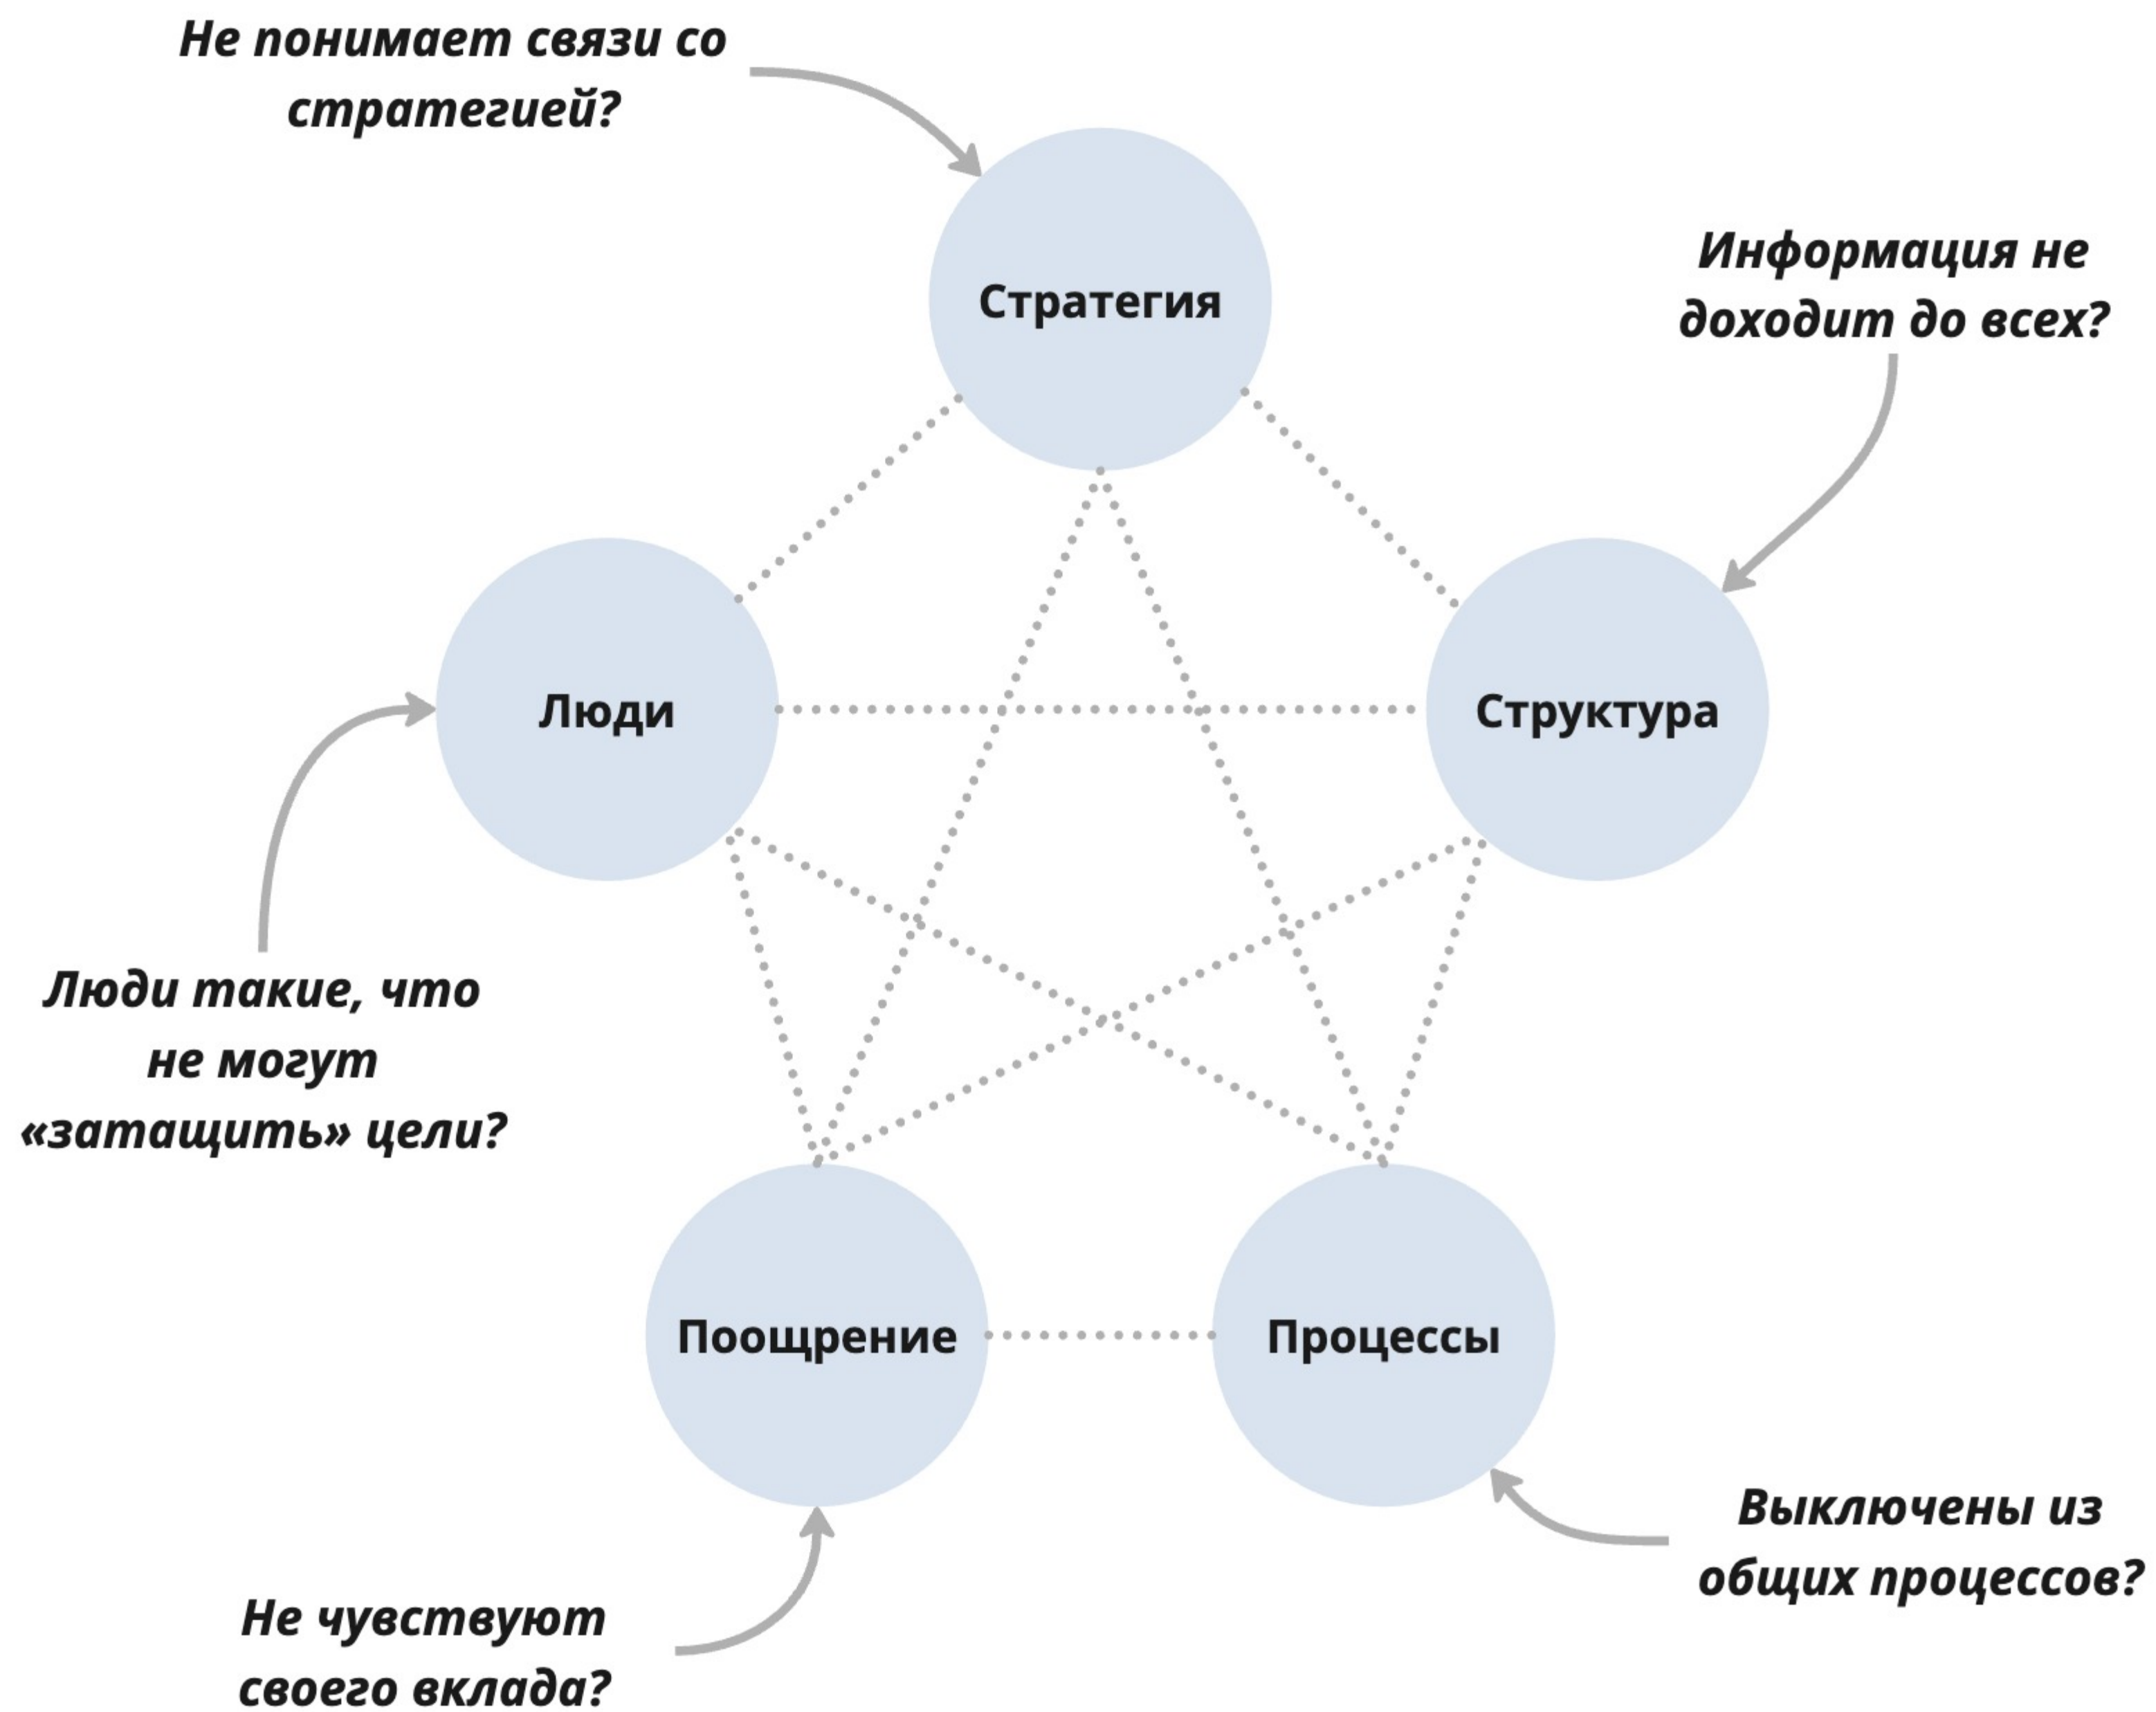 Не понимает связи со
стратегией?
Информация не
доходит до всех?
Стратегия
Люди
Структура
Люди такие, что
не могут
«затащить» цели?
Поощрение
Процессы
Выключены из
общих процессов?
Не чувствуют
своего вклада?